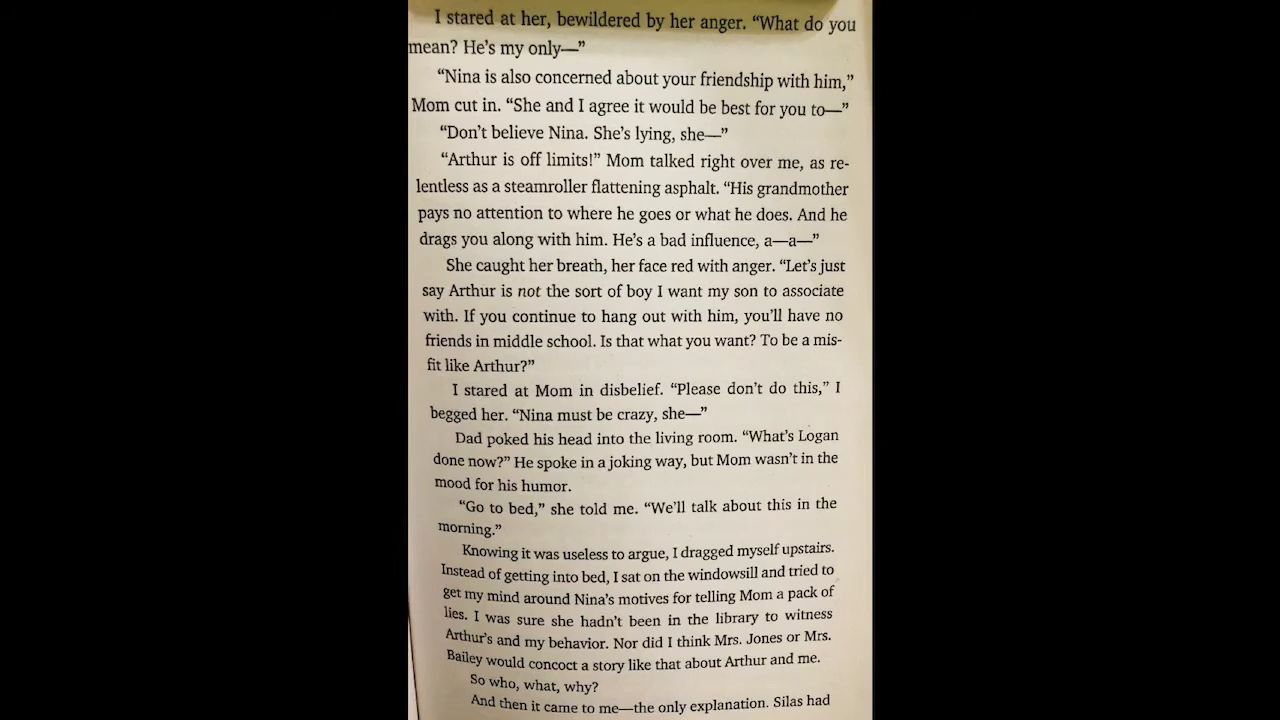 I stared at her, bewildered by her anger. “What do you
mean? He’s my only—”
“Nina is also concerned about your friendship with him,”
Mom cut in. “She and I agree it would be best for you to—”
“Don’t believe Nina. She’s lying, she—”
“Arthur is off limits!” Mom talked right over me, as re-
lentless as a steamroller flattening asphalt. “His grandmother
pays no attention to where he goes or what he does. And he
drags you along with him. He’s a bad influence, a—a—”
She caught her breath, her face red with anger. “Let’s just
say Arthur is not the sort of boy I want my son to associate
with. If you continue to hang out with him, you’ll have no
friends in middle school. Is that what you want? To be a mis-
fit like Arthur?”
I stared at Mom in disbelief. “Please don’t do this,” I
begged her. “Nina must be crazy, she—”
Dad poked his head into the living room. “What’s Logan
done now?” He spoke in a joking way, but Mom wasn’t in the
mood for his humor.
“Go to bed,” she told me. “We’ll talk about this in the
morning.”
Knowing it was useless to argue, I dragged myself upstairs.
Instead of getting into bed, I sat on the windowsill and tried to
get my mind around Nina’s motives for telling Mom a pack of
lies. I was sure she hadn’t been in the library to witness
Arthur’s and my behavior. Nor did I think Mrs. Jones or Mrs.
Bailey would concoct a story like that about Arthur and me.
So who, what, why?
And then it came to me—the only explanation. Silas had